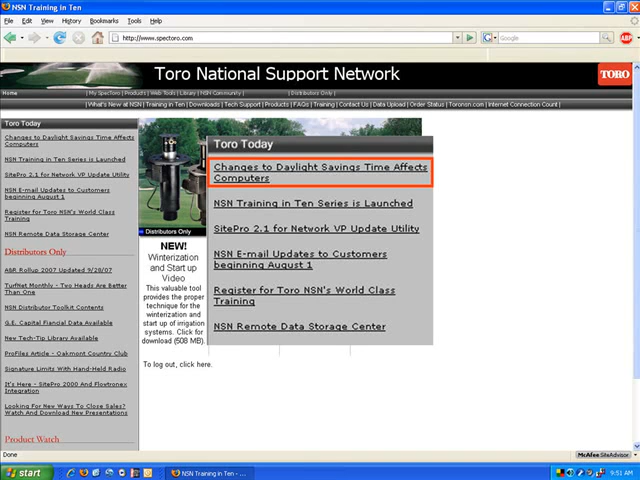 NSN Training in Ten
File Edit View History Bookmarks Tools Help
http://www.spectoro.com
Google
ABP
Toro National Support Network
TORO
Home | My SpecToro | Products | Web Tools | Library | NSN Community | | Distributors Only |
| What's New at NSN | Training in Ten | Downloads | Tech Support | Products | FAQs | Training | Contact Us | Data Upload | Order Status | Toronsn.com | Internet Connection Count |
Toro Today
Changes to Daylight Savings Time Affects
Computers
NSN Training in Ten Series is Launched
SitePro 2.1 for Network VP Update Utility
NSN E-mail Updates to Customers
beginning August 1
Register for Toro NSN's World Class
Training
NSN Remote Data Storage Center
Distributors Only
A&R Rollup 2007 Updated 9/28/07
TurfNet Monthly - Two Heads are Better
Than One
NSN Distributor Toolkit Contents
G.E. Capital Fiancial Data Available
New Tech-Tip Library Available
ProFiles Article - Oakmont Country Club
Signature Limits With Hand-Held Radio
It's Here - SitePro 2000 And Flowtronex
Integration
Looking For New Ways To Close Sales?
Watch And Download New Presentations
Product Watch
Distributors Only
NEW!
Winterization
and Start up
Video
This valuable tool
provides the proper
technique for the
winterization and
start up of irrigation
systems. Click for
download (508 MB).
To log out, click here.
Toro Today
Changes to Daylight Savings Time Affects
Computers
NSN Training in Ten Series is Launched
SitePro 2.1 for Network VP Update Utility
NSN E-mail Updates to Customers
beginning August 1
Register for Toro NSN's World Class
Training
NSN Remote Data Storage Center
Done
McAfee SiteAdvisor
start
NSN Training in Ten - ...
9:51 AM